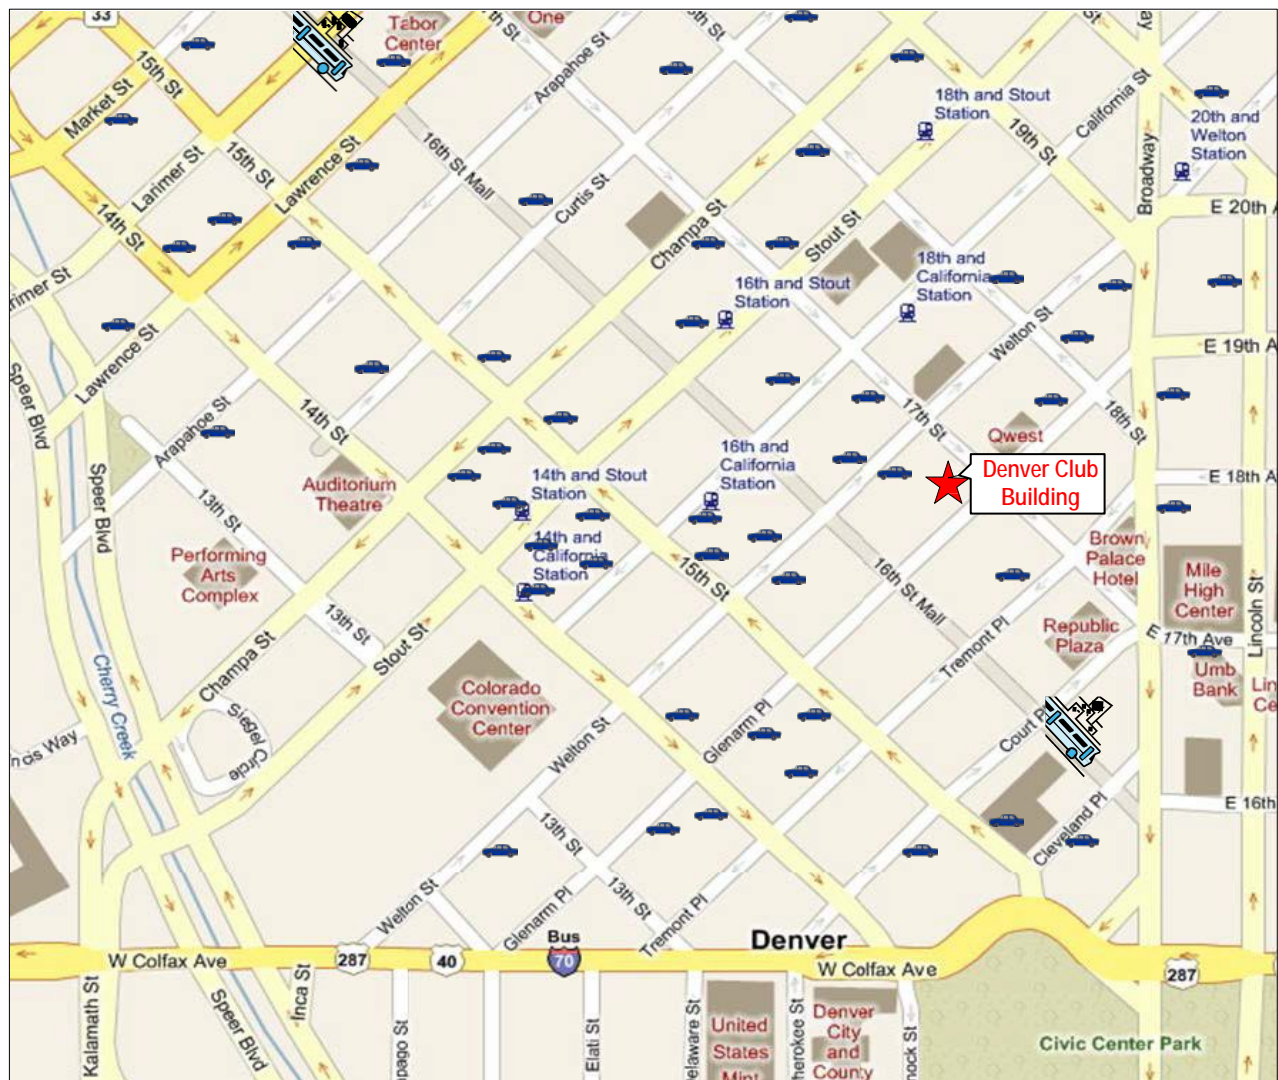 33
Tabor
Center
One
15th St
Arapahoe St
Market St
18th and Stout
Station
California St
20th and
Welton
Station
19th St
16th St Mall
Lawrence St
15th St
Larimer St
Curtis St
Broadway
E 20th
14th St
Champa St
Stout St
18th and
California
Station
16th and Stout
Station
Welton St
Lawrence St
E 19th
Speer Blvd
14th St
Arapahoe St
17th St
18th St
Qwest
16th and
California
Station
Denver Club
Building
E 18th
14th and Stout
Station
Auditorium
Theatre
Speer Blvd
13th St
14th and
California
Station
Brown
Palace
Hotel
Performing
Arts
Complex
15th St
16th St Mall
Mile
High
Center
Lincoln St
13th St
Stout St
Tremont Pl
Republic
Plaza
E 17th Ave
Umb
Bank
Champa St
Cherry Creek
Colorado
Convention
Center
Siegel Circle
Welton St
Glenarm Pl
Court
E 16th
13th St
Cleveland Pl
Welton St
Glenarm Pl
13th St
Tremont Pl
Bus
70
Denver
W Colfax Ave
287
40
W Colfax Ave
287
Kalamath St
Speer Blvd
Inca St
Elati St
United
States
Mint
Denver
City
and
County
Civic Center Park